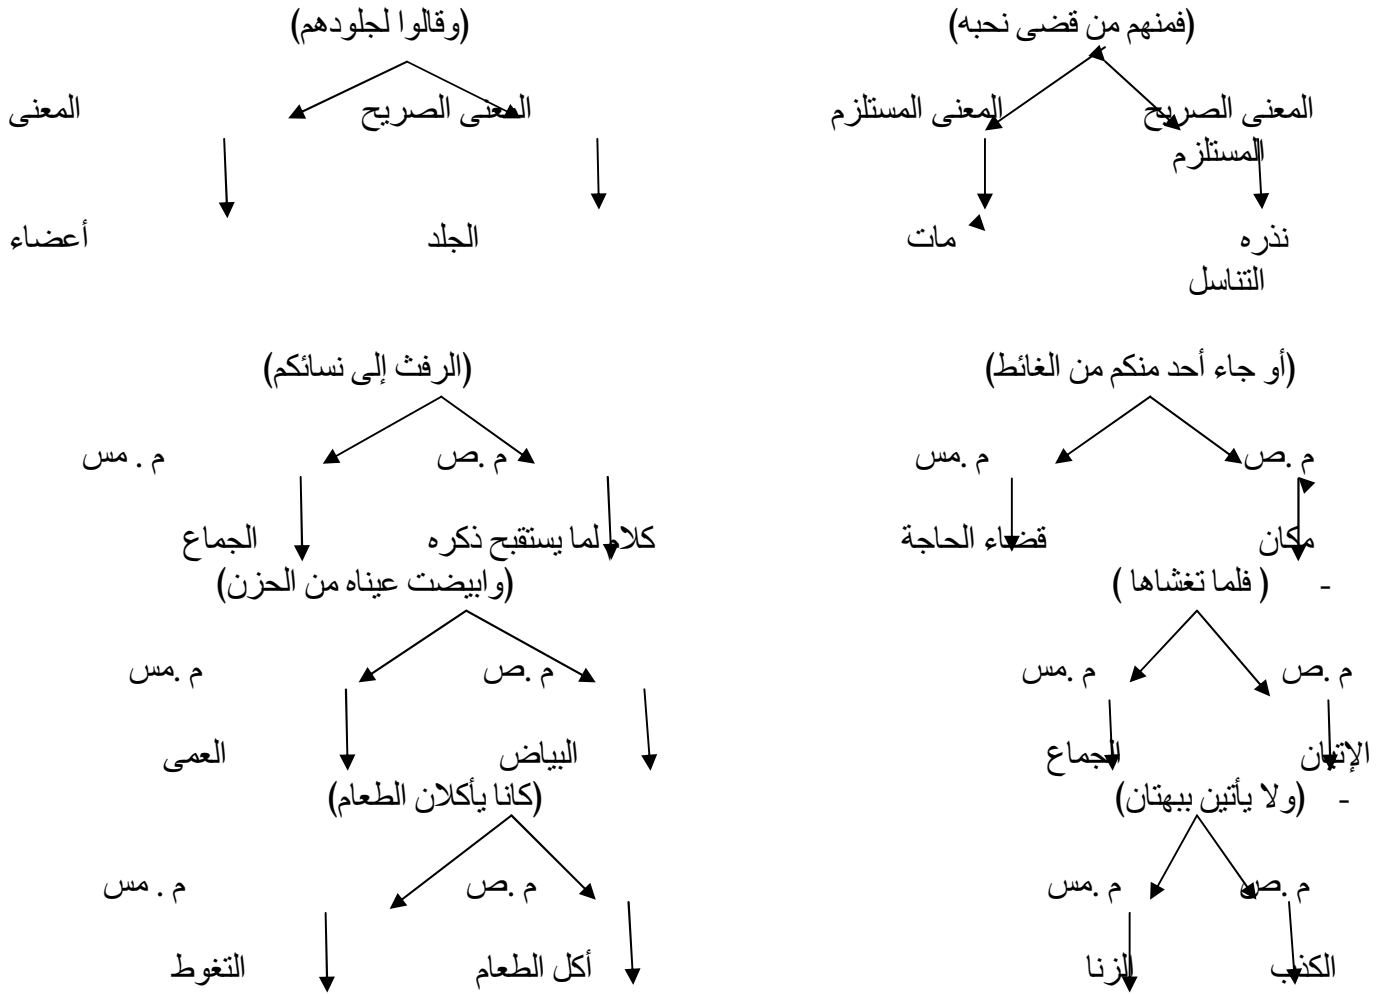 (فمنهم من قضى نحبه) (وقالوا لجلودهم)
المعنى الصريح المعنى المستلزم المعنى الصريح المعنى
المستلزم
نذره مات الجلد أعضاء
التناسل
(أو جاء أحد منكم من الغائط) (الرفث إلى نسائكم)
م .ص م .مس م .ص م . مس
مكان قضاء الحاجة كلام لما يستقبح ذكره الجماع
- ( فلما تغشاها ) (وابيضت عيناه من الحزن)
م .ص م .مس م .ص م .مس
الإتيان الجماع البياض العمى
- (ولا يأتين ببهتان) (كانا يأكلان الطعام)
م .ص م .مس م .ص م . مس
الكذب الزنا أكل الطعام التغوط